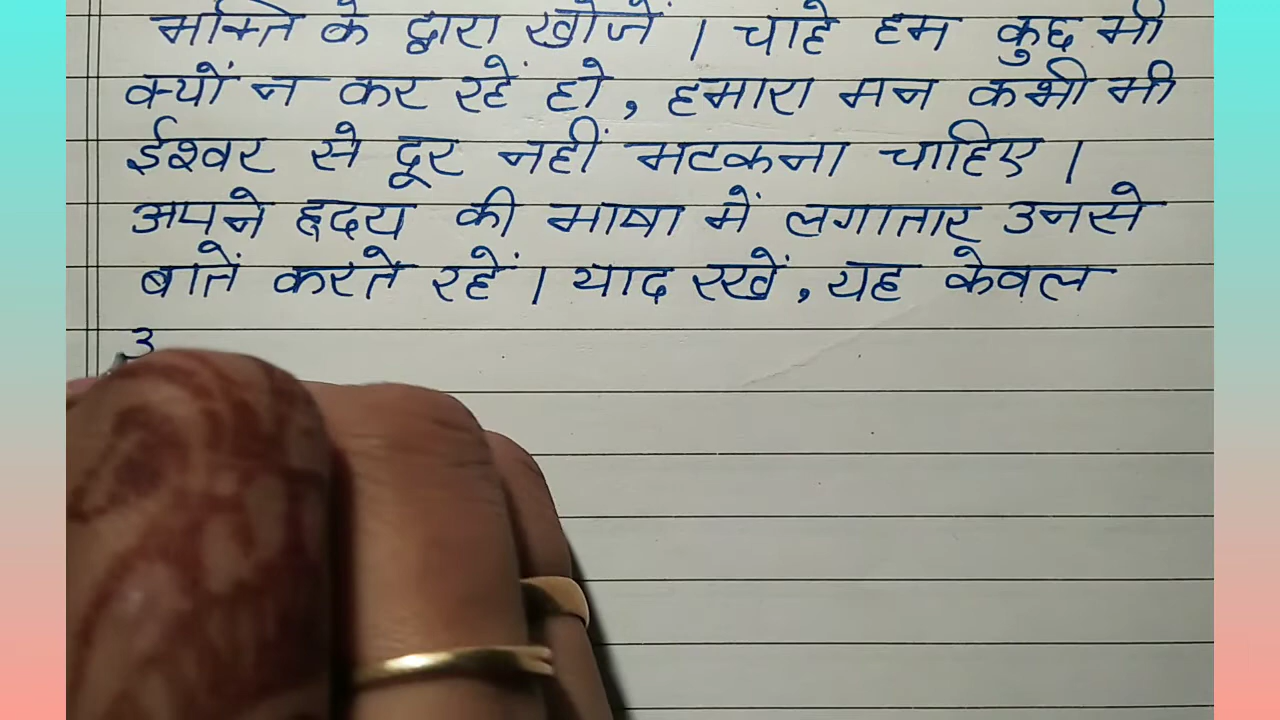 भक्ति के द्वारा खोजें । चाहे हम कुछ भी
क्यों न कर रहें हो, हमारा मन कभी भी
ईश्वर से दूर नहीं भटकना चाहिए ।
अपने हृदय की भाषा में लगातार उनसे
बातें करते रहें । याद रखें, यह केवल